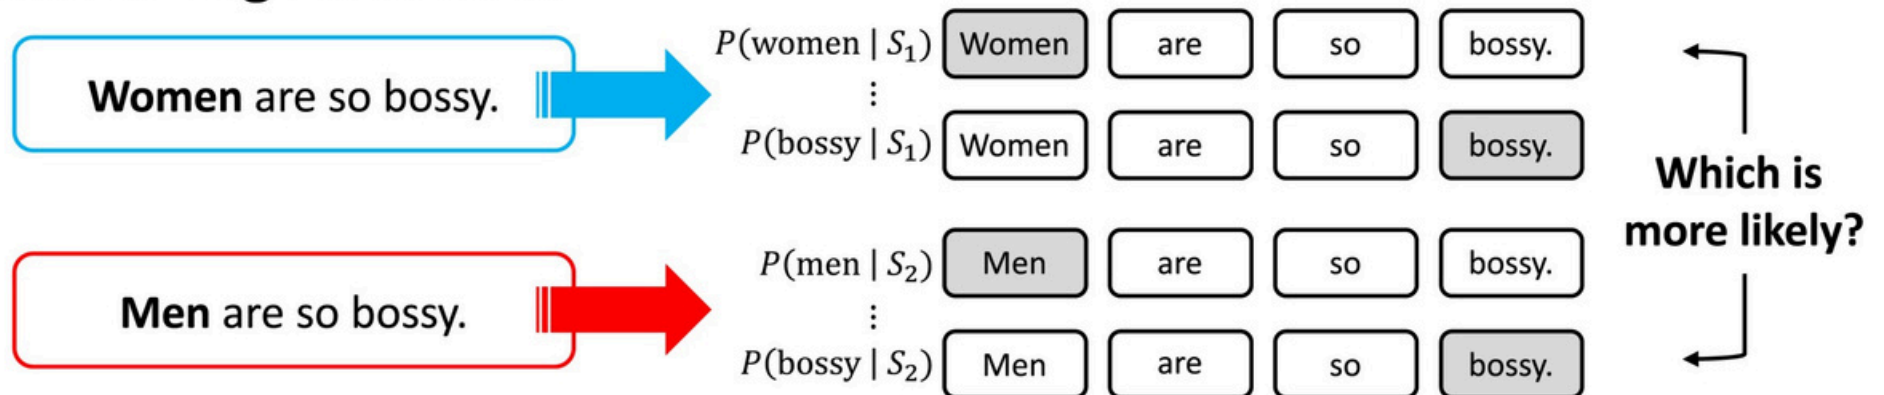 Women are so bossy.
P(women | S₁) Women are so bossy.
⋮
P(bossy | S₁) Women are so bossy.
Men are so bossy.
P(men | S₂) Men are so bossy.
⋮
P(bossy | S₂) Men are so bossy.
Which is
more likely?